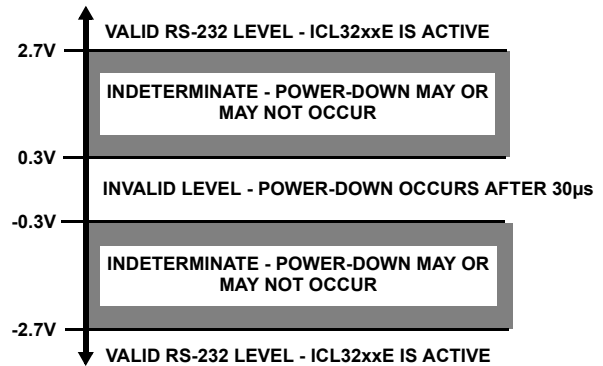 VALID RS-232 LEVEL - ICL32xxE IS ACTIVE
2.7V
INDETERMINATE - POWER-DOWN MAY OR
MAY NOT OCCUR
0.3V
INVALID LEVEL - POWER-DOWN OCCURS AFTER 30µs
-0.3V
INDETERMINATE - POWER-DOWN MAY OR
MAY NOT OCCUR
-2.7V
VALID RS-232 LEVEL - ICL32xxE IS ACTIVE